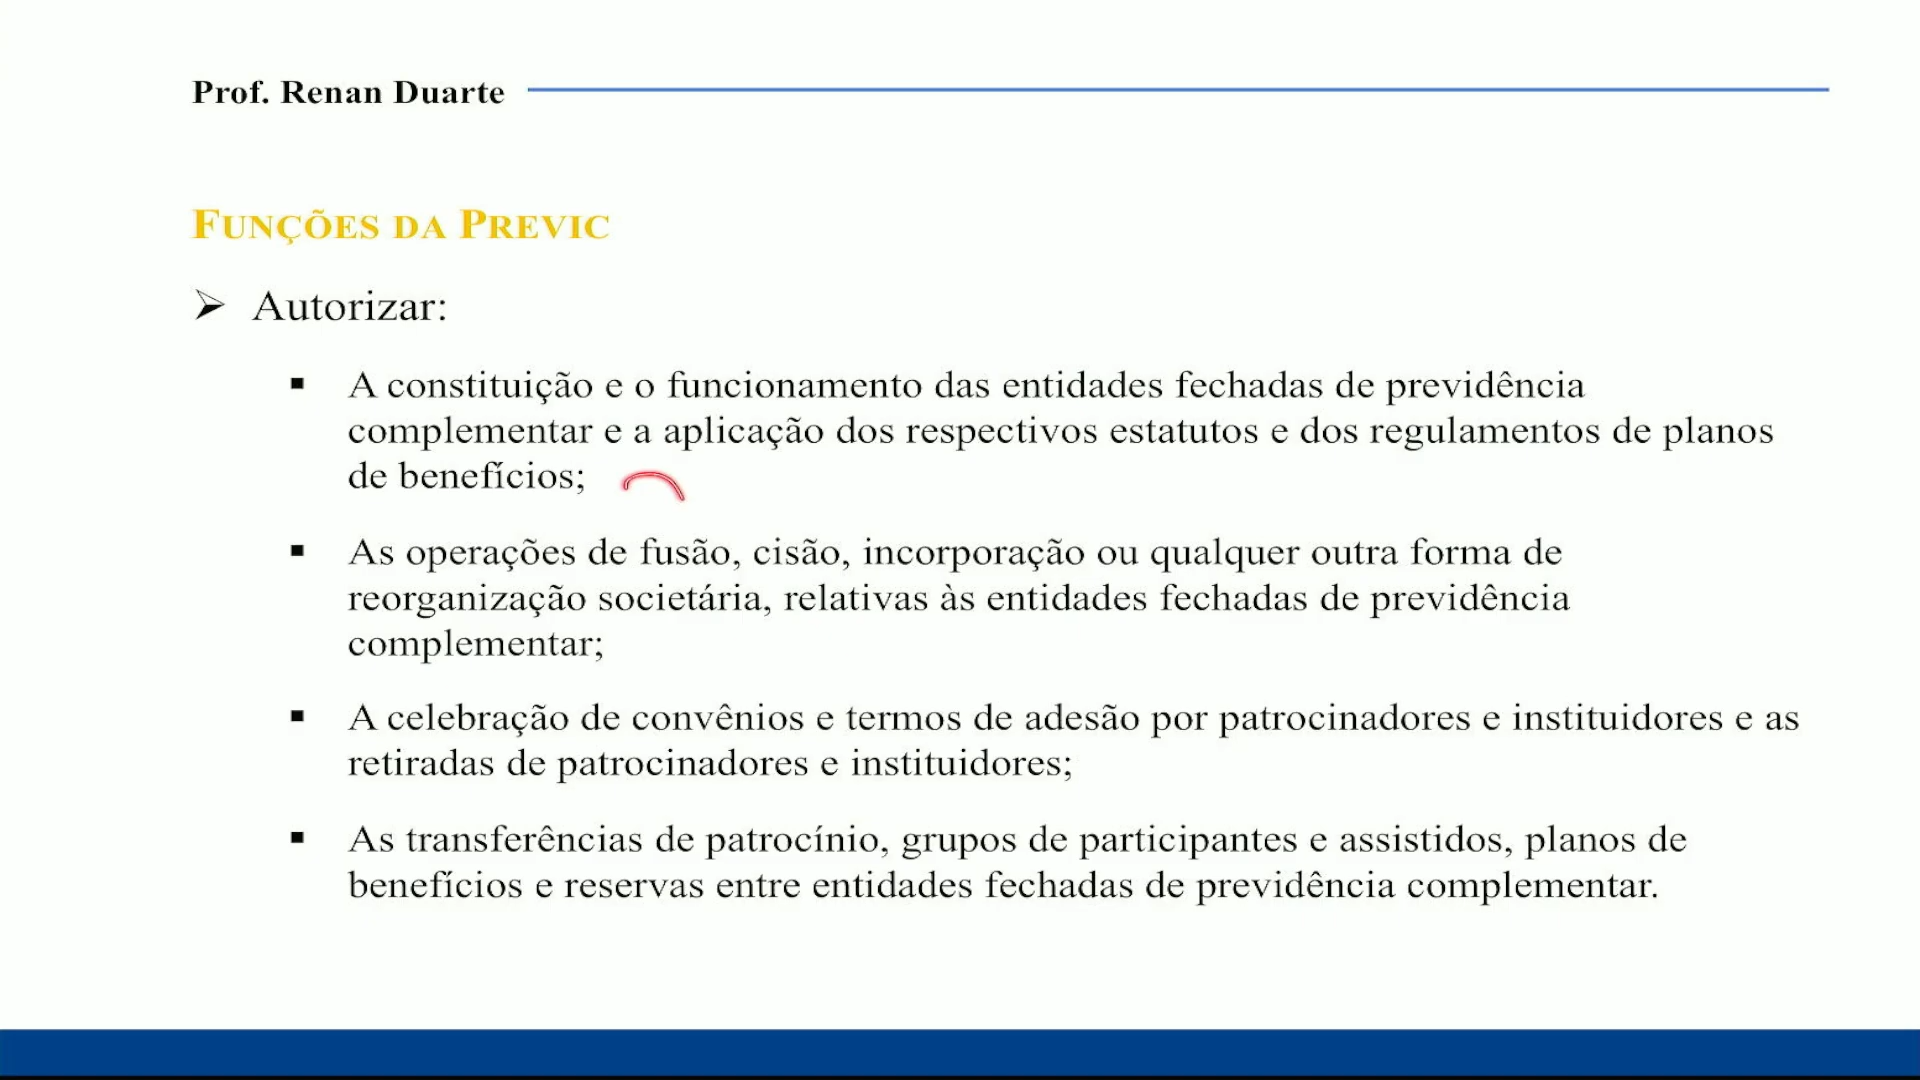 Prof. Renan Duarte
FUNÇÕES DA PREVIC
➢ Autorizar:
▪ A constituição e o funcionamento das entidades fechadas de previdência
complementar e a aplicação dos respectivos estatutos e dos regulamentos de planos
de benefícios;
▪ As operações de fusão, cisão, incorporação ou qualquer outra forma de
reorganização societária, relativas às entidades fechadas de previdência
complementar;
▪ A celebração de convênios e termos de adesão por patrocinadores e instituidores e as
retiradas de patrocinadores e instituidores;
▪ As transferências de patrocínio, grupos de participantes e assistidos, planos de
benefícios e reservas entre entidades fechadas de previdência complementar.